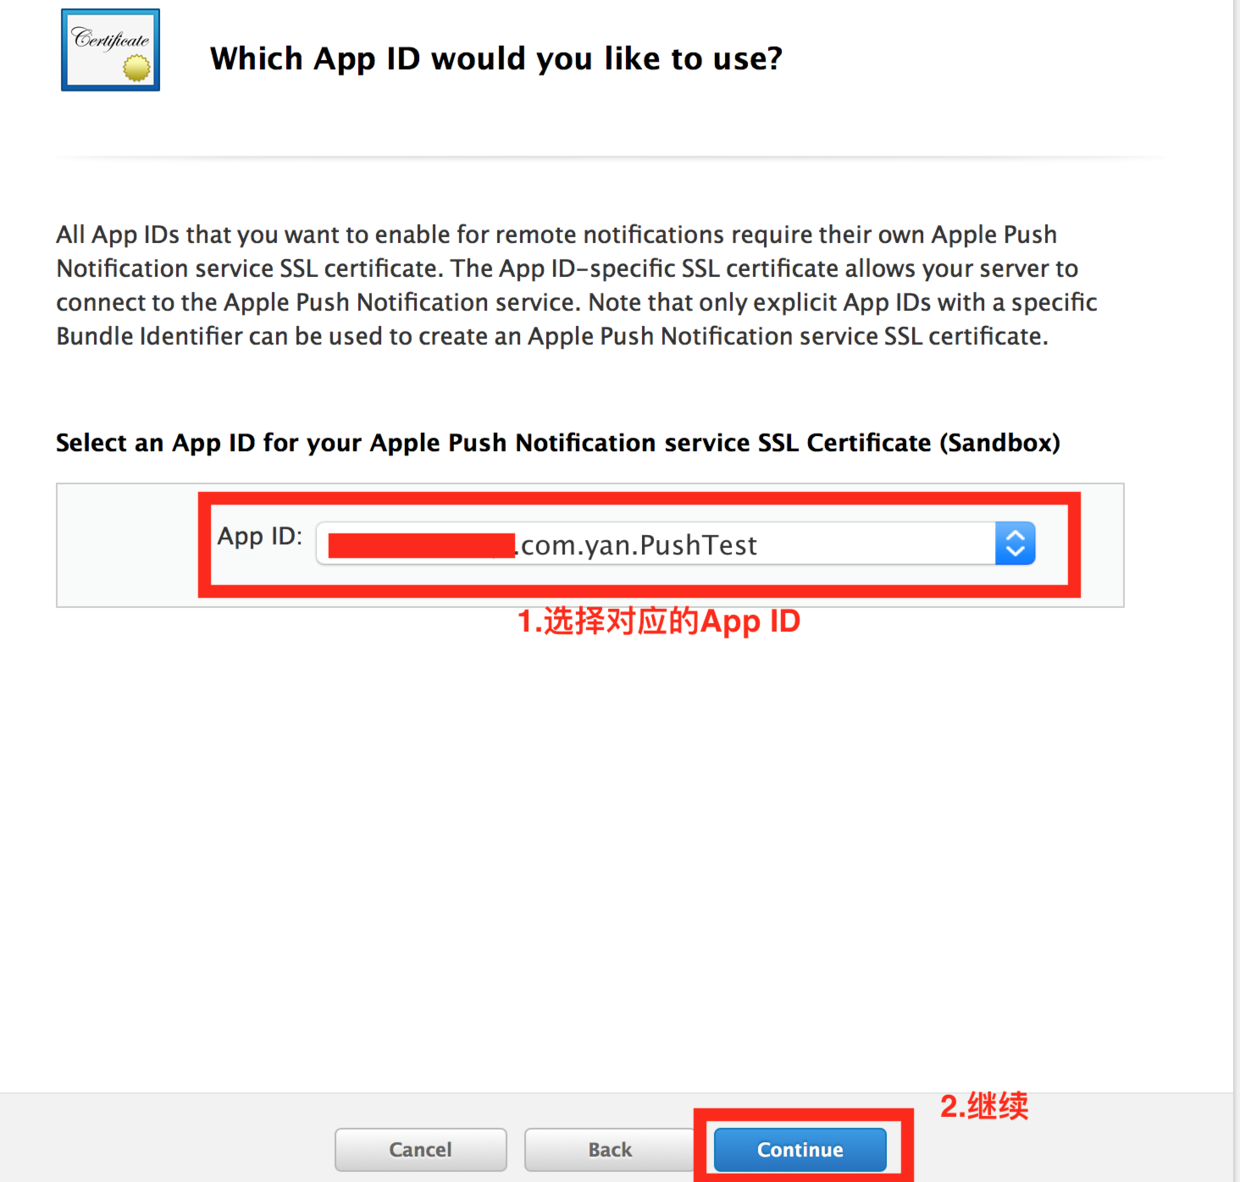 Certificate
Which App ID would you like to use?
All App IDs that you want to enable for remote notifications require their own Apple Push
Notification service SSL certificate. The App ID-specific SSL certificate allows your server to
connect to the Apple Push Notification service. Note that only explicit App IDs with a specific
Bundle Identifier can be used to create an Apple Push Notification service SSL certificate.
Select an App ID for your Apple Push Notification service SSL Certificate (Sandbox)
App ID: .com.yan.PushTest
1.选择对应的App ID
2.继续
Cancel Back Continue